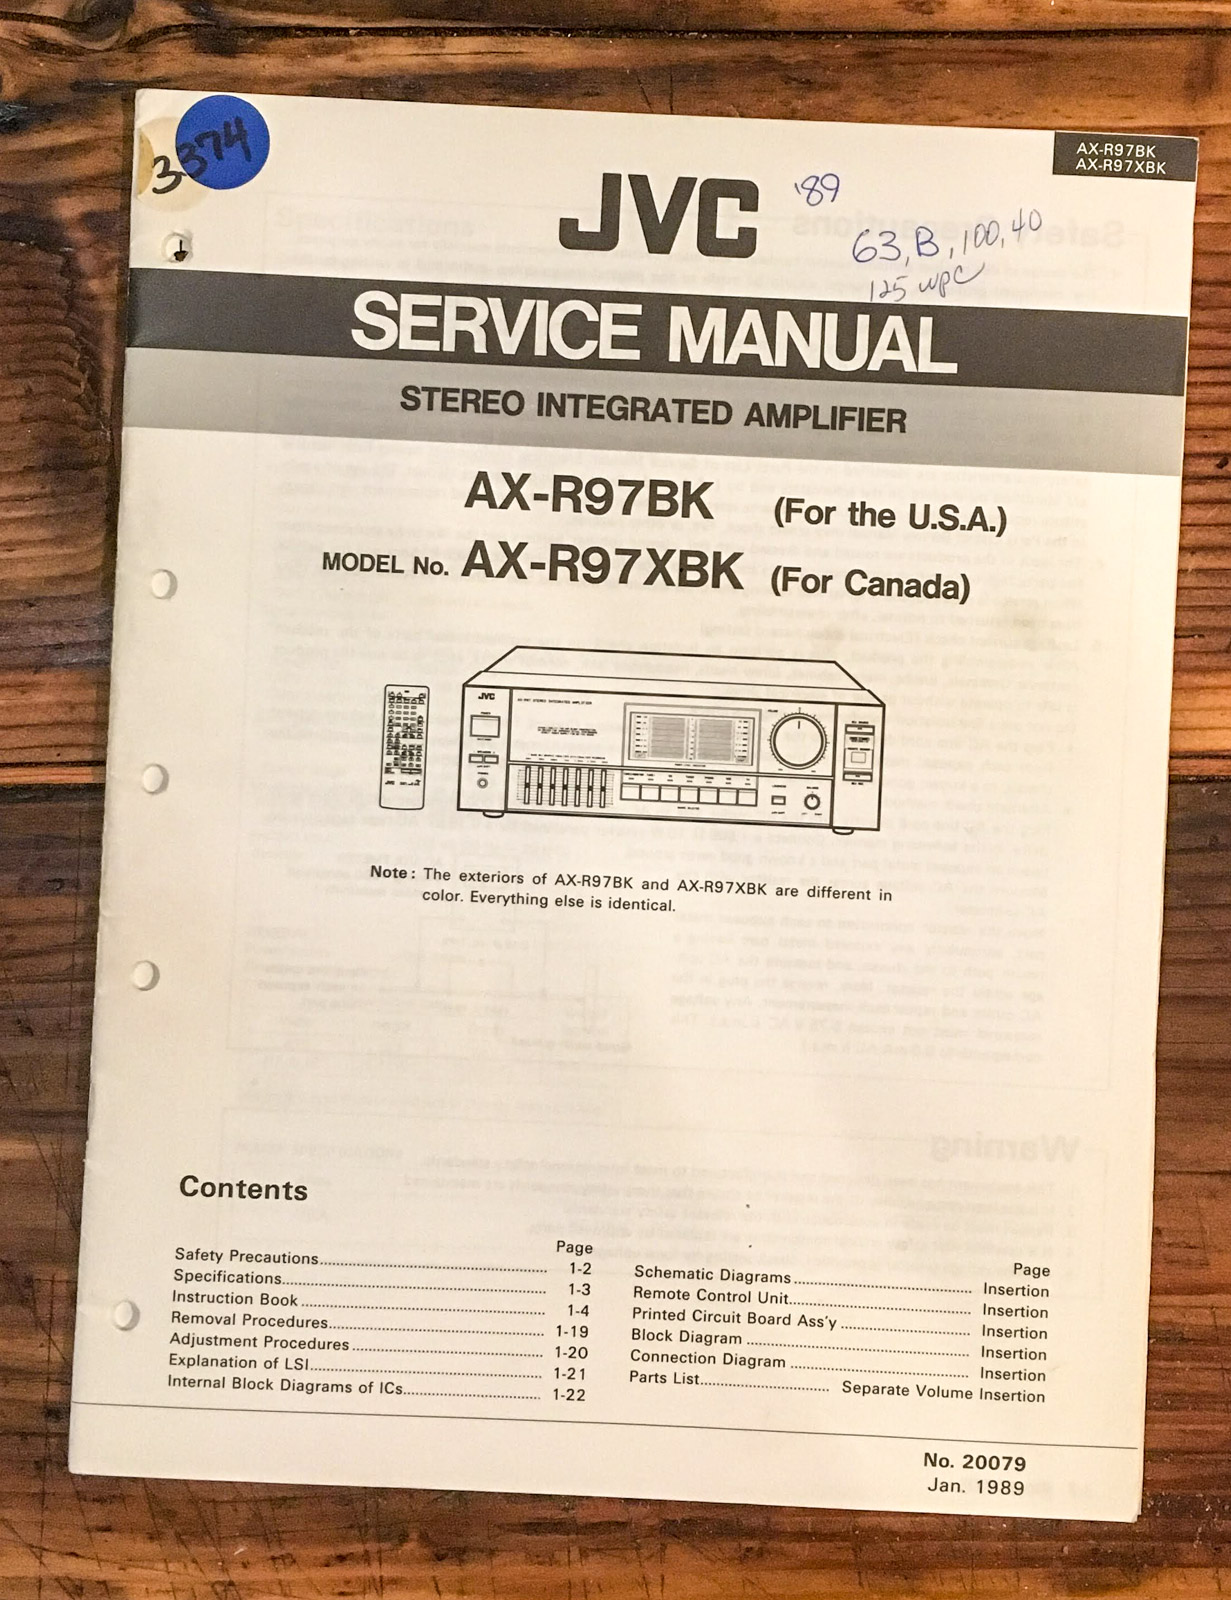 3374
AX-R97BK
AX-R97XBK
JVC
'89
63, B, 100, 40
125 wpc
SERVICE MANUAL
STEREO INTEGRATED AMPLIFIER
AX-R97BK (For the U.S.A.)
MODEL No. AX-R97XBK (For Canada)
JVC
Note : The exteriors of AX-R97BK and AX-R97XBK are different in
color. Everything else is identical.
Contents
Page
Safety Precautions 1-2
Specifications 1-3
Instruction Book 1-4
Removal Procedures 1-19
Adjustment Procedures 1-20
Explanation of LSI 1-21
Internal Block Diagrams of ICs 1-22
Page
Schematic Diagrams Insertion
Remote Control Unit Insertion
Printed Circuit Board Ass'y Insertion
Block Diagram Insertion
Connection Diagram Insertion
Parts List Separate Volume Insertion
No. 20079
Jan. 1989